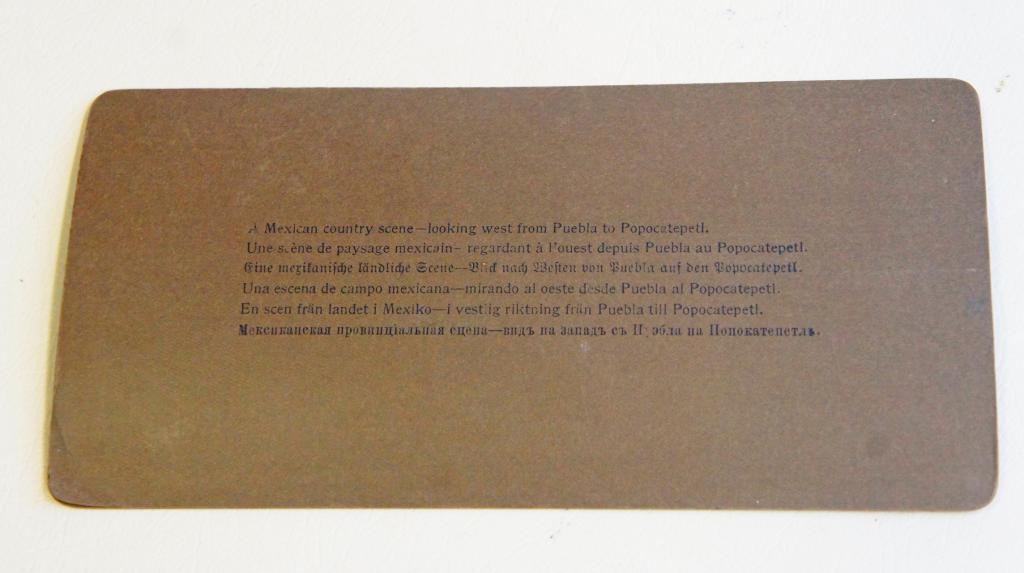 A Mexican country scene—looking west from Puebla to Popocatepetl.
Une scène de paysage mexicain– regardant à l'ouest depuis Puebla au Popocatepetl.
Eine mexikanische ländliche Scene—Blick nach Westen von Puebla auf den Popocatepetl.
Una escena de campo mexicana—mirando al oeste desde Puebla al Popocatepetl.
En scen från landet i Mexiko—i vestlig riktning från Puebla till Popocatepetl.
Мексиканская провинціальная сцена—видъ на западъ съ Пуэбла на Попокатепетль.